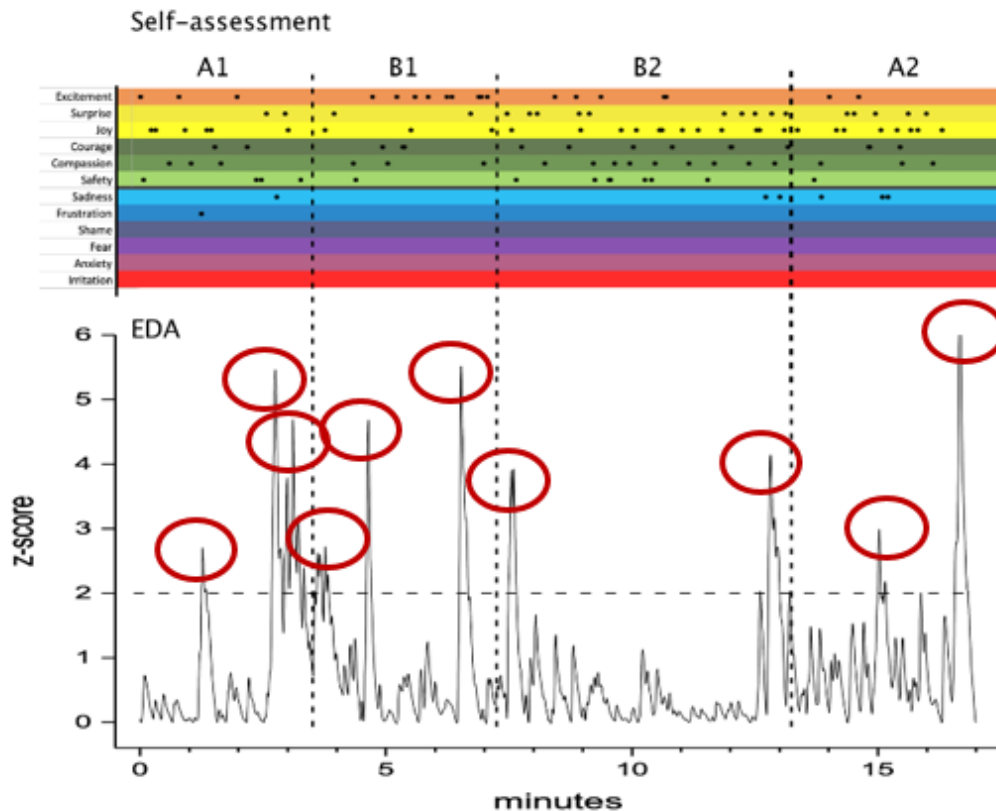 Self-assessment
A1 B1 B2 A2
Excitement
Surprise
Joy
Courage
Compassion
Safety
Sadness
Frustration
Shame
Fear
Anxiety
Irritation
EDA
6
5
4
3
2
1
0
z-score
0 5 10 15
minutes